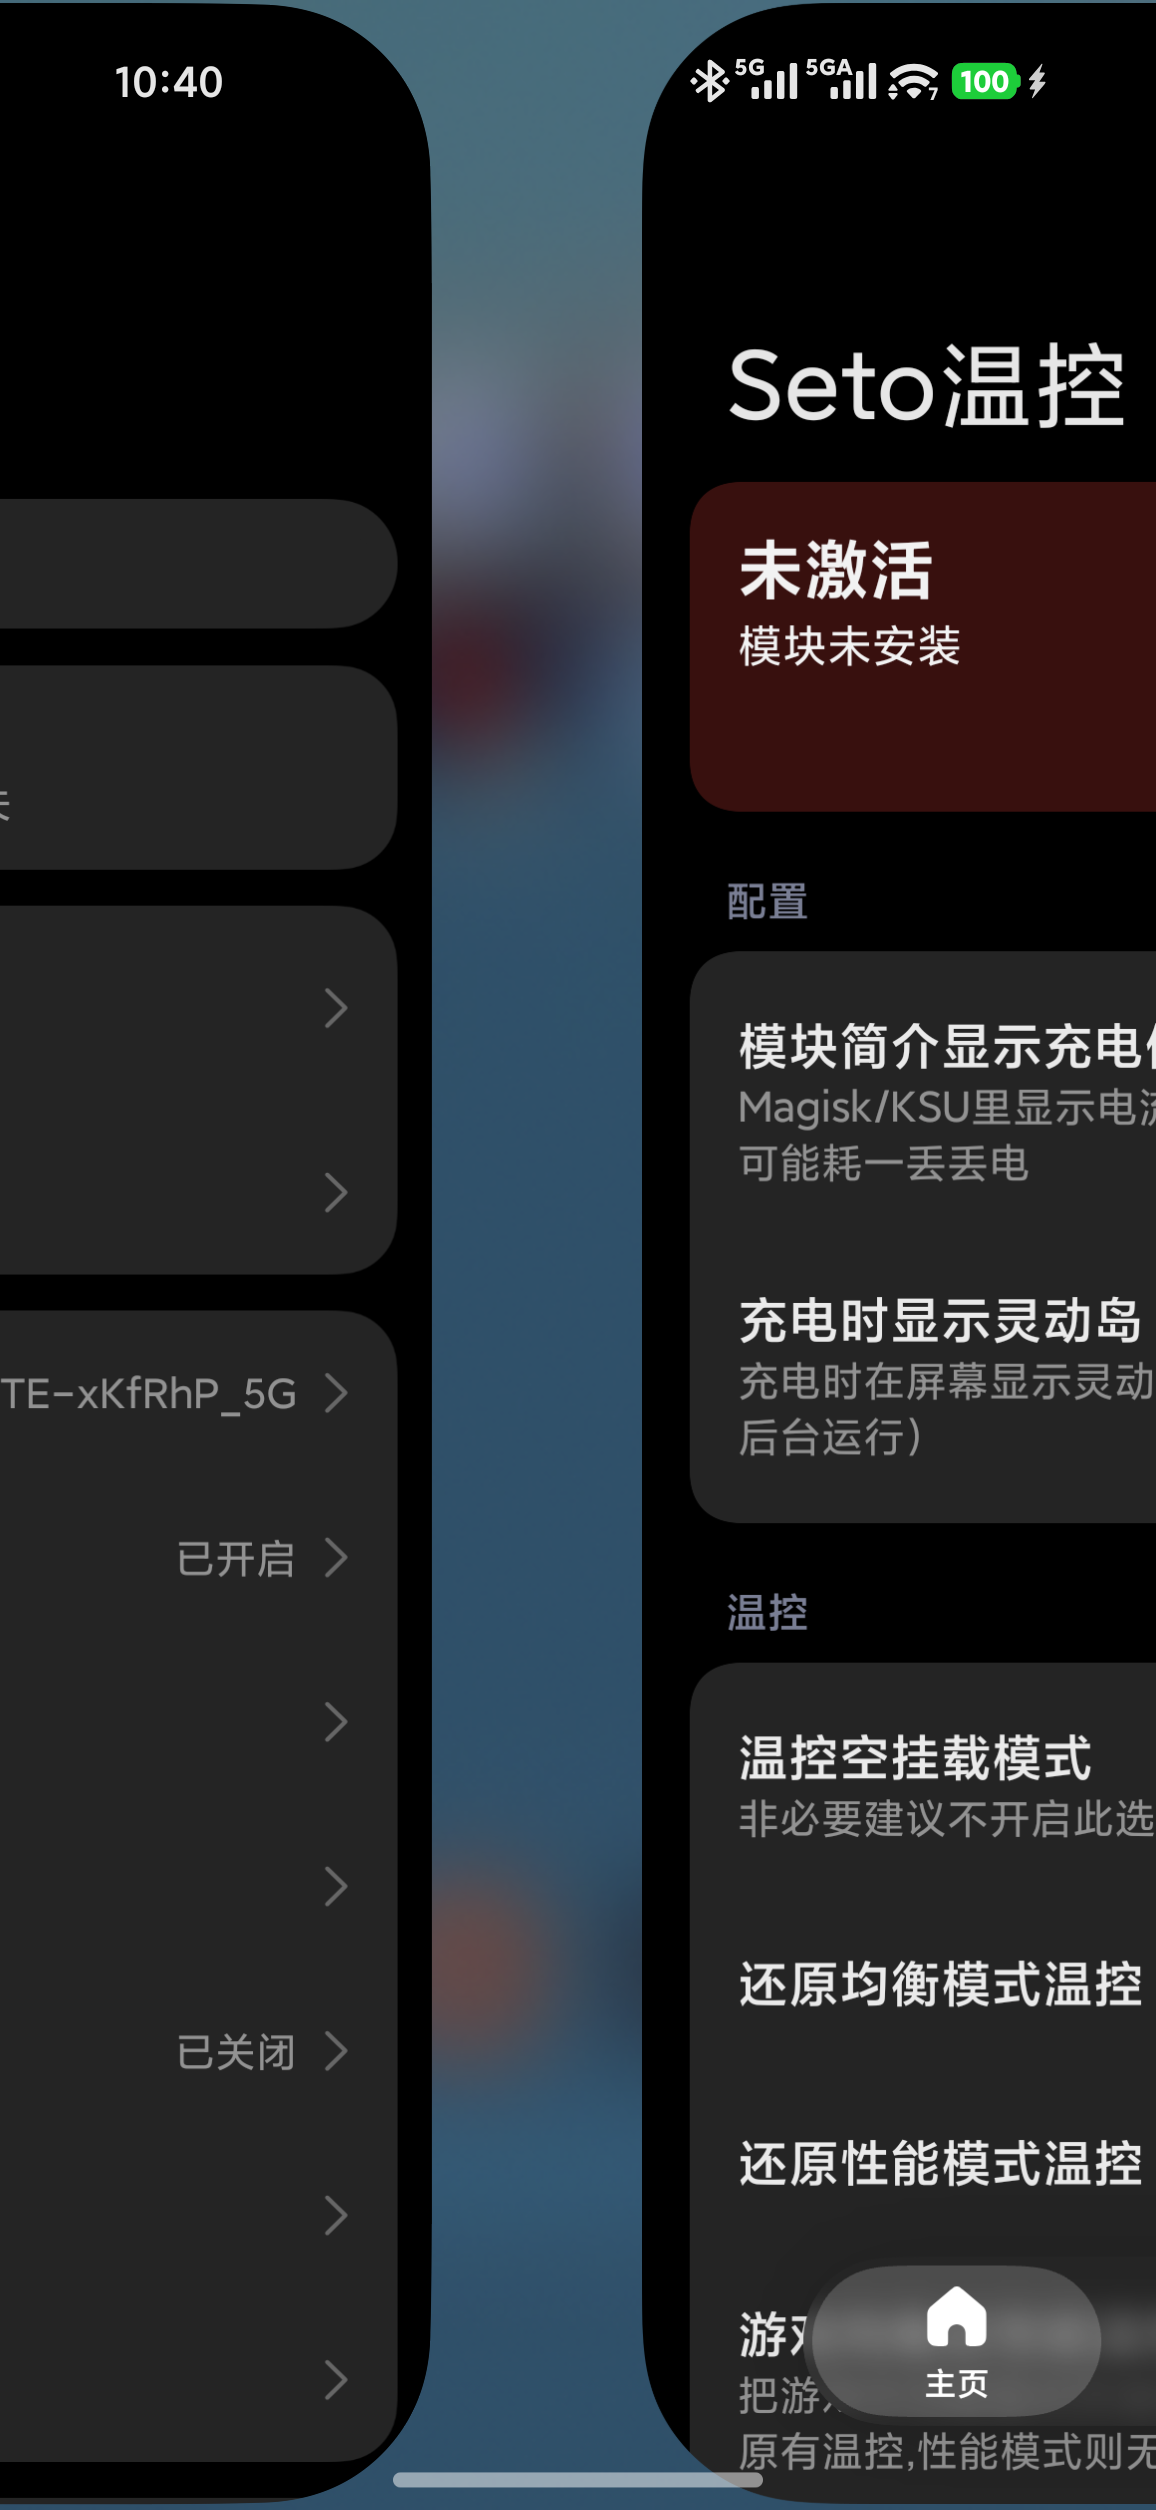 10:40
5G 5GA 7 100
TE-xKfRhP_5G
已开启
已关闭
Seto温控
未激活
模块未安装
配置
模块简介显示充电
Magisk/KSU里显示电
可能耗一丢丢电
充电时显示灵动岛
充电时在屏幕显示灵动
后台运行）
温控
温控空挂载模式
非必要建议不开启此选
还原均衡模式温控
还原性能模式温控
游
把游
原有温控,性能模式则无
主页